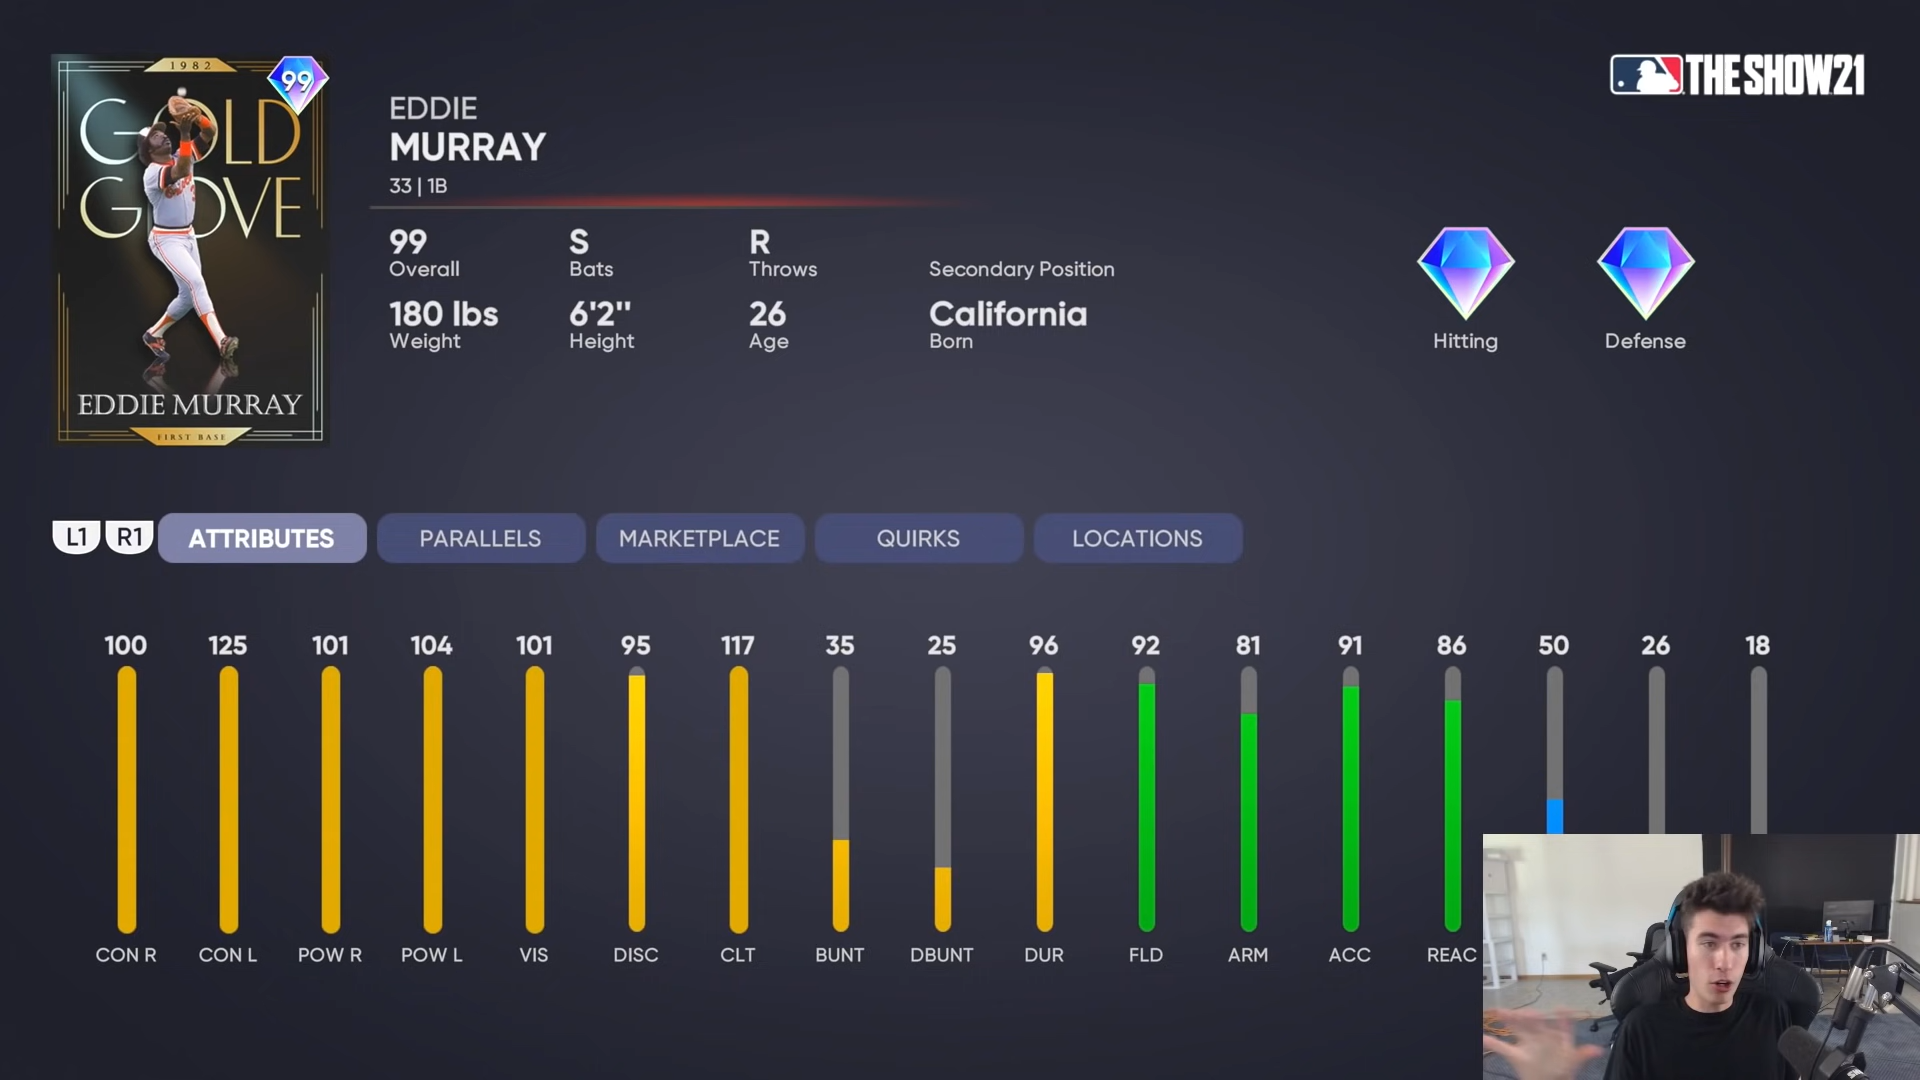 1982
99
GOLD
GLOVE
EDDIE MURRAY
FIRST BASE
THE SHOW 21
EDDIE
MURRAY
33 | 1B
99 S R
Overall Bats Throws Secondary Position
180 lbs 6'2" 26 California
Weight Height Age Born
Hitting Defense
L1 R1 ATTRIBUTES PARALLELS MARKETPLACE QUIRKS LOCATIONS
100 125 101 104 101 95 117 35 25 96 92 81 91 86 50 26 18
CON R CON L POW R POW L VIS DISC CLT BUNT DBUNT DUR FLD ARM ACC REAC